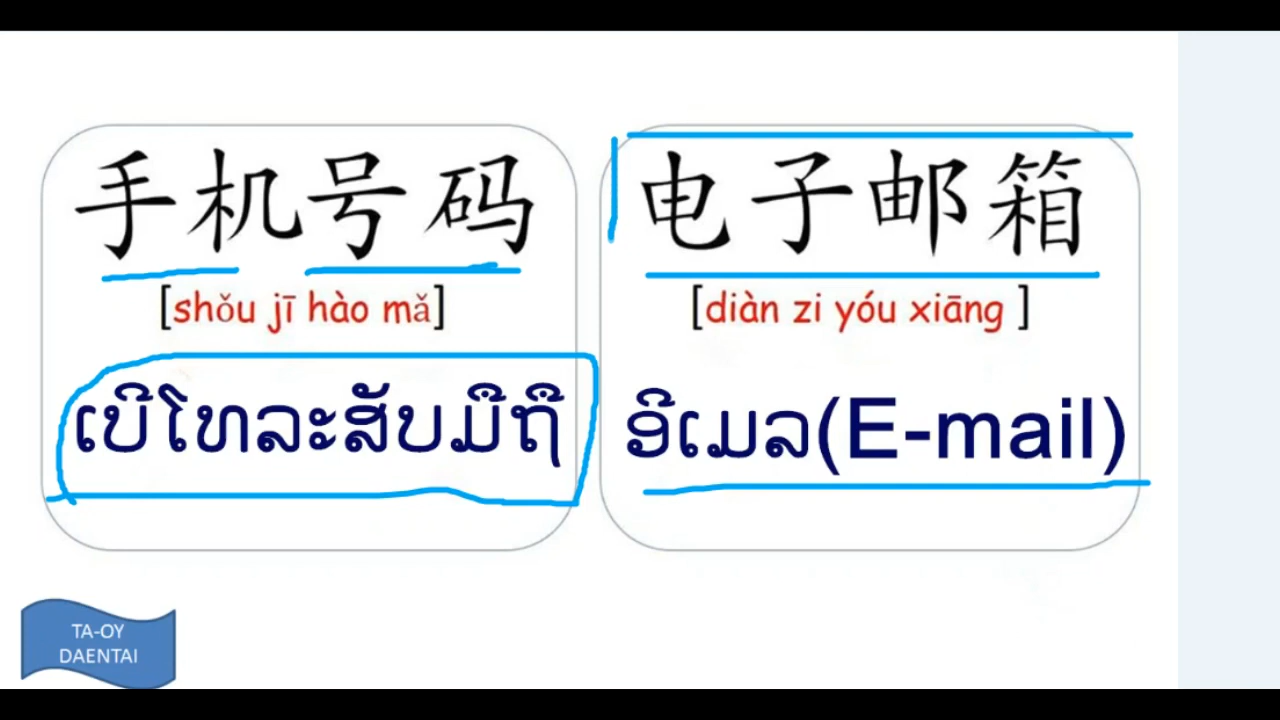 手机号码
[shǒu jī hào mǎ]
ເບີໂທລະສັບມືຖື
电子邮箱
[diàn zi yóu xiāng ]
ອີເມລ(E-mail)
TA-OY
DAENTAI